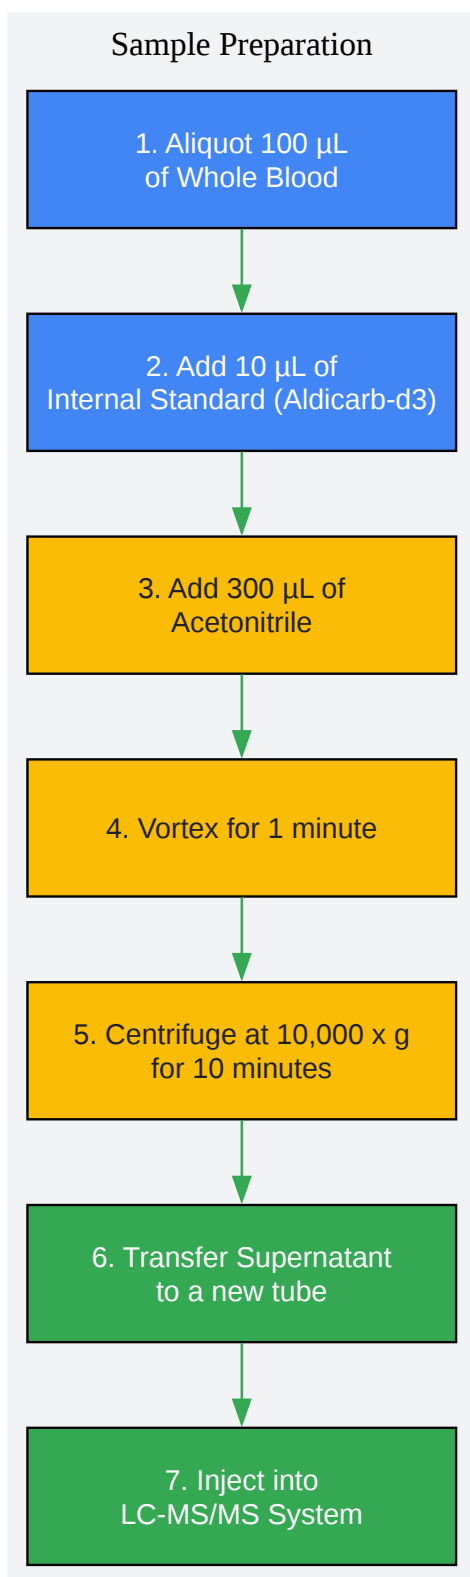 Sample Preparation
1. Aliquot 100 µL
of Whole Blood
2. Add 10 µL of
Internal Standard (Aldicarb-d3)
3. Add 300 µL of
Acetonitrile
4. Vortex for 1 minute
5. Centrifuge at 10,000 x g
for 10 minutes
6. Transfer Supernatant
to a new tube
7. Inject into
LC-MS/MS System